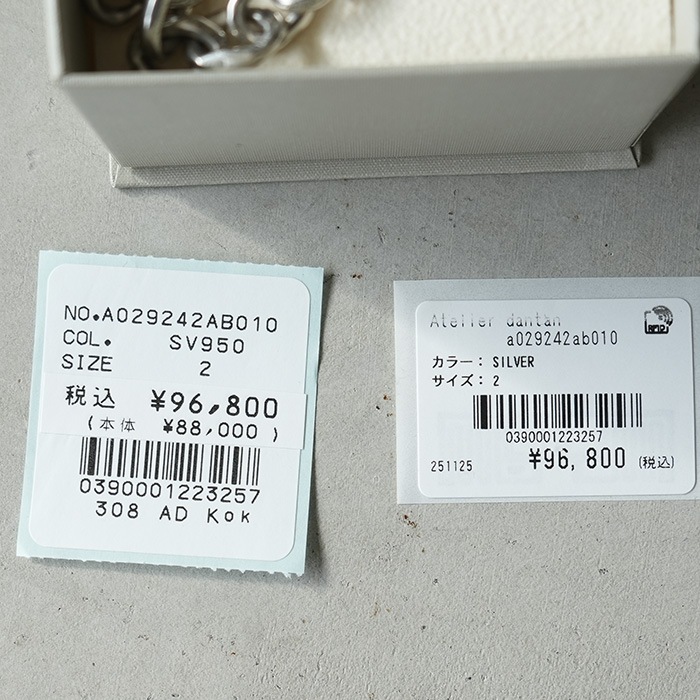 NO.A029242AB010
COL. SV950
SIZE 2
税込 ¥96,800
(本体 ¥88,000)
0390001223257
308 AD Kok
Atelier dantan
a029242ab010
RFID
カラー: SILVER
サイズ: 2
0390001223257
251125 ¥96,800 (税込)